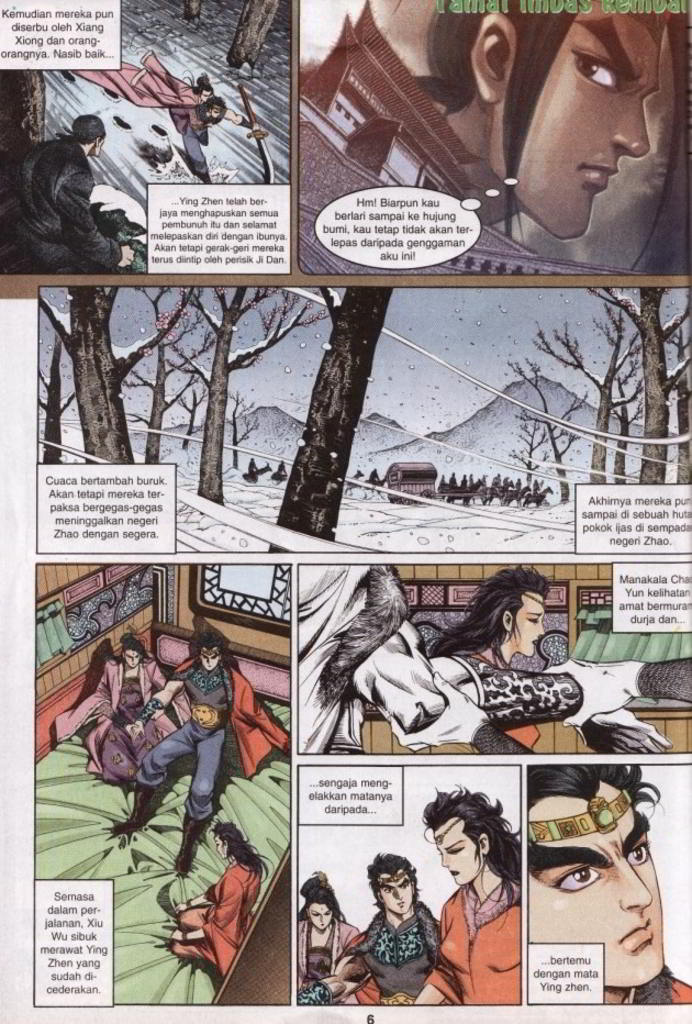 Kemudian mereka pun
diserbu oleh Xiang
Xiong dan orang-
orangnya. Nasib baik...
...Ying Zhen telah ber-
jaya menghapuskan semua
pembunuh itu dan selamat
melepaskan diri dengan ibunya.
Akan tetapi gerak-geri mereka
terus diintip oleh perisik Ji Dan.
Tamat imbas kembali
Hm! Biarpun kau
berlari sampai ke hujung
bumi, kau tetap tidak akan ter-
lepas daripada genggaman
aku ini!
Cuaca bertambah buruk.
Akan tetapi mereka ter-
paksa bergegas-gegas
meninggalkan negeri
Zhao dengan segera.
Akhirnya mereka pu
sampai di sebuah huta
pokok ijas di sempada
negeri Zhao.
Semasa
dalam per-
jalanan, Xiu
Wu sibuk
merawat Ying
Zhen yang
sudah di-
cederakan.
Manakala Cha
Yun kelihatan
amat bermura
durja dan...
...sengaja meng-
elakkan matanya
daripada...
...bertemu
dengan mata
Ying zhen.
6